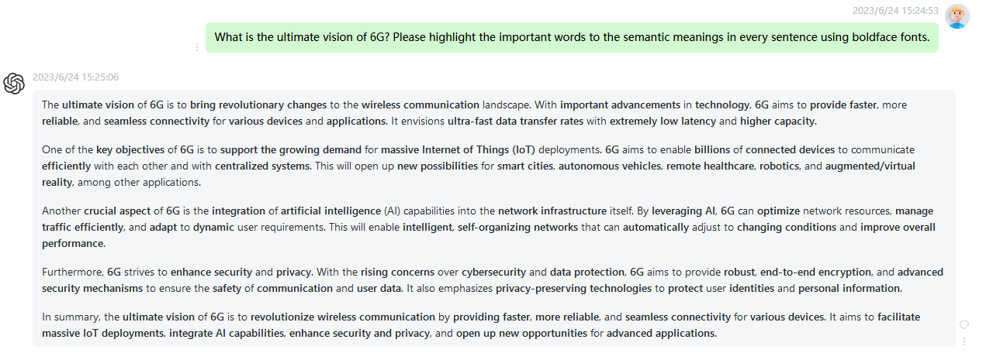 2023/6/24 15:24:53
What is the ultimate vision of 6G? Please highlight the important words to the semantic meanings in every sentence using boldface fonts.
2023/6/24 15:25:06
The ultimate vision of 6G is to bring revolutionary changes to the wireless communication landscape. With important advancements in technology, 6G aims to provide faster, more
reliable, and seamless connectivity for various devices and applications. It envisions ultra-fast data transfer rates with extremely low latency and higher capacity.
One of the key objectives of 6G is to support the growing demand for massive Internet of Things (IoT) deployments. 6G aims to enable billions of connected devices to communicate
efficiently with each other and with centralized systems. This will open up new possibilities for smart cities, autonomous vehicles, remote healthcare, robotics, and augmented/virtual
reality, among other applications.
Another crucial aspect of 6G is the integration of artificial intelligence (AI) capabilities into the network infrastructure itself. By leveraging AI, 6G can optimize network resources, manage
traffic efficiently, and adapt to dynamic user requirements. This will enable intelligent, self-organizing networks that can automatically adjust to changing conditions and improve overall
performance.
Furthermore, 6G strives to enhance security and privacy. With the rising concerns over cybersecurity and data protection, 6G aims to provide robust, end-to-end encryption, and advanced
security mechanisms to ensure the safety of communication and user data. It also emphasizes privacy-preserving technologies to protect user identities and personal information.
In summary, the ultimate vision of 6G is to revolutionize wireless communication by providing faster, more reliable, and seamless connectivity for various devices. It aims to facilitate
massive IoT deployments, integrate AI capabilities, enhance security and privacy, and open up new opportunities for advanced applications.